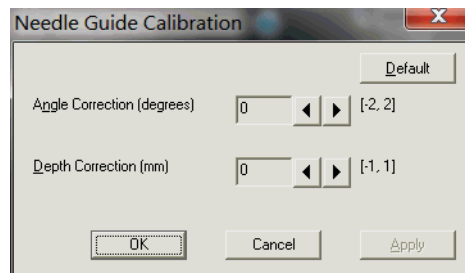 Needle Guide Calibration
X
Default
Angle Correction (degrees) 0 [-2, 2]
Depth Correction (mm) 0 [-1, 1]
OK Cancel Apply